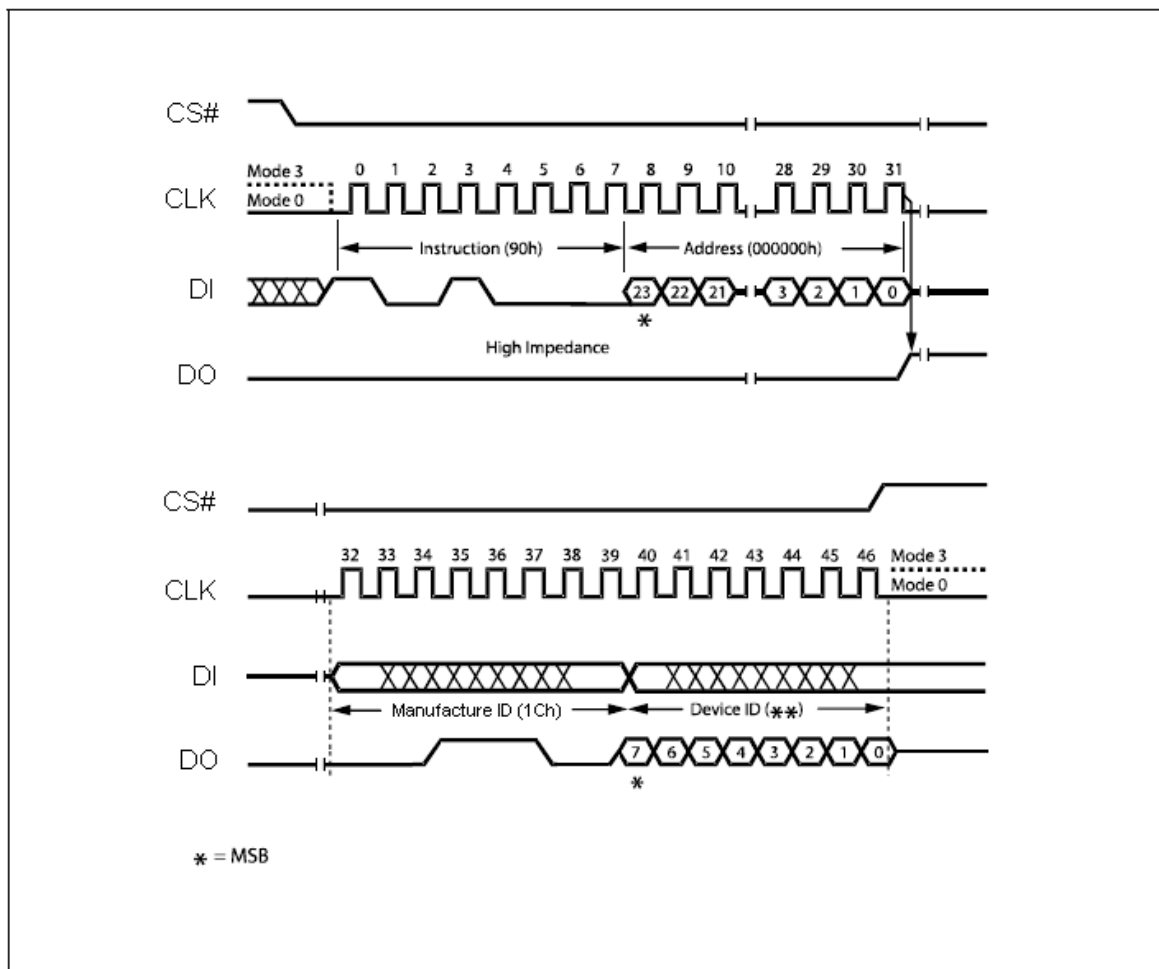 CS#
Mode 3
0 1 2 3 4 5 6 7 8 9 10 28 29 30 31
CLK
Mode 0
Instruction (90h)
Address (000000h)
DI
23 22 21 3 2 1 0
*
High Impedance
DO
CS#
32 33 34 35 36 37 38 39 40 41 42 43 44 45 46
Mode 3
CLK
Mode 0
DI
Manufacture ID (1Ch)
Device ID (**)
DO
7 6 5 4 3 2 1 0
*
* = MSB